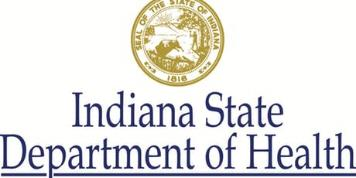 SEAL OF THE STATE OF INDIANA
1816
Indiana State
Department of Health